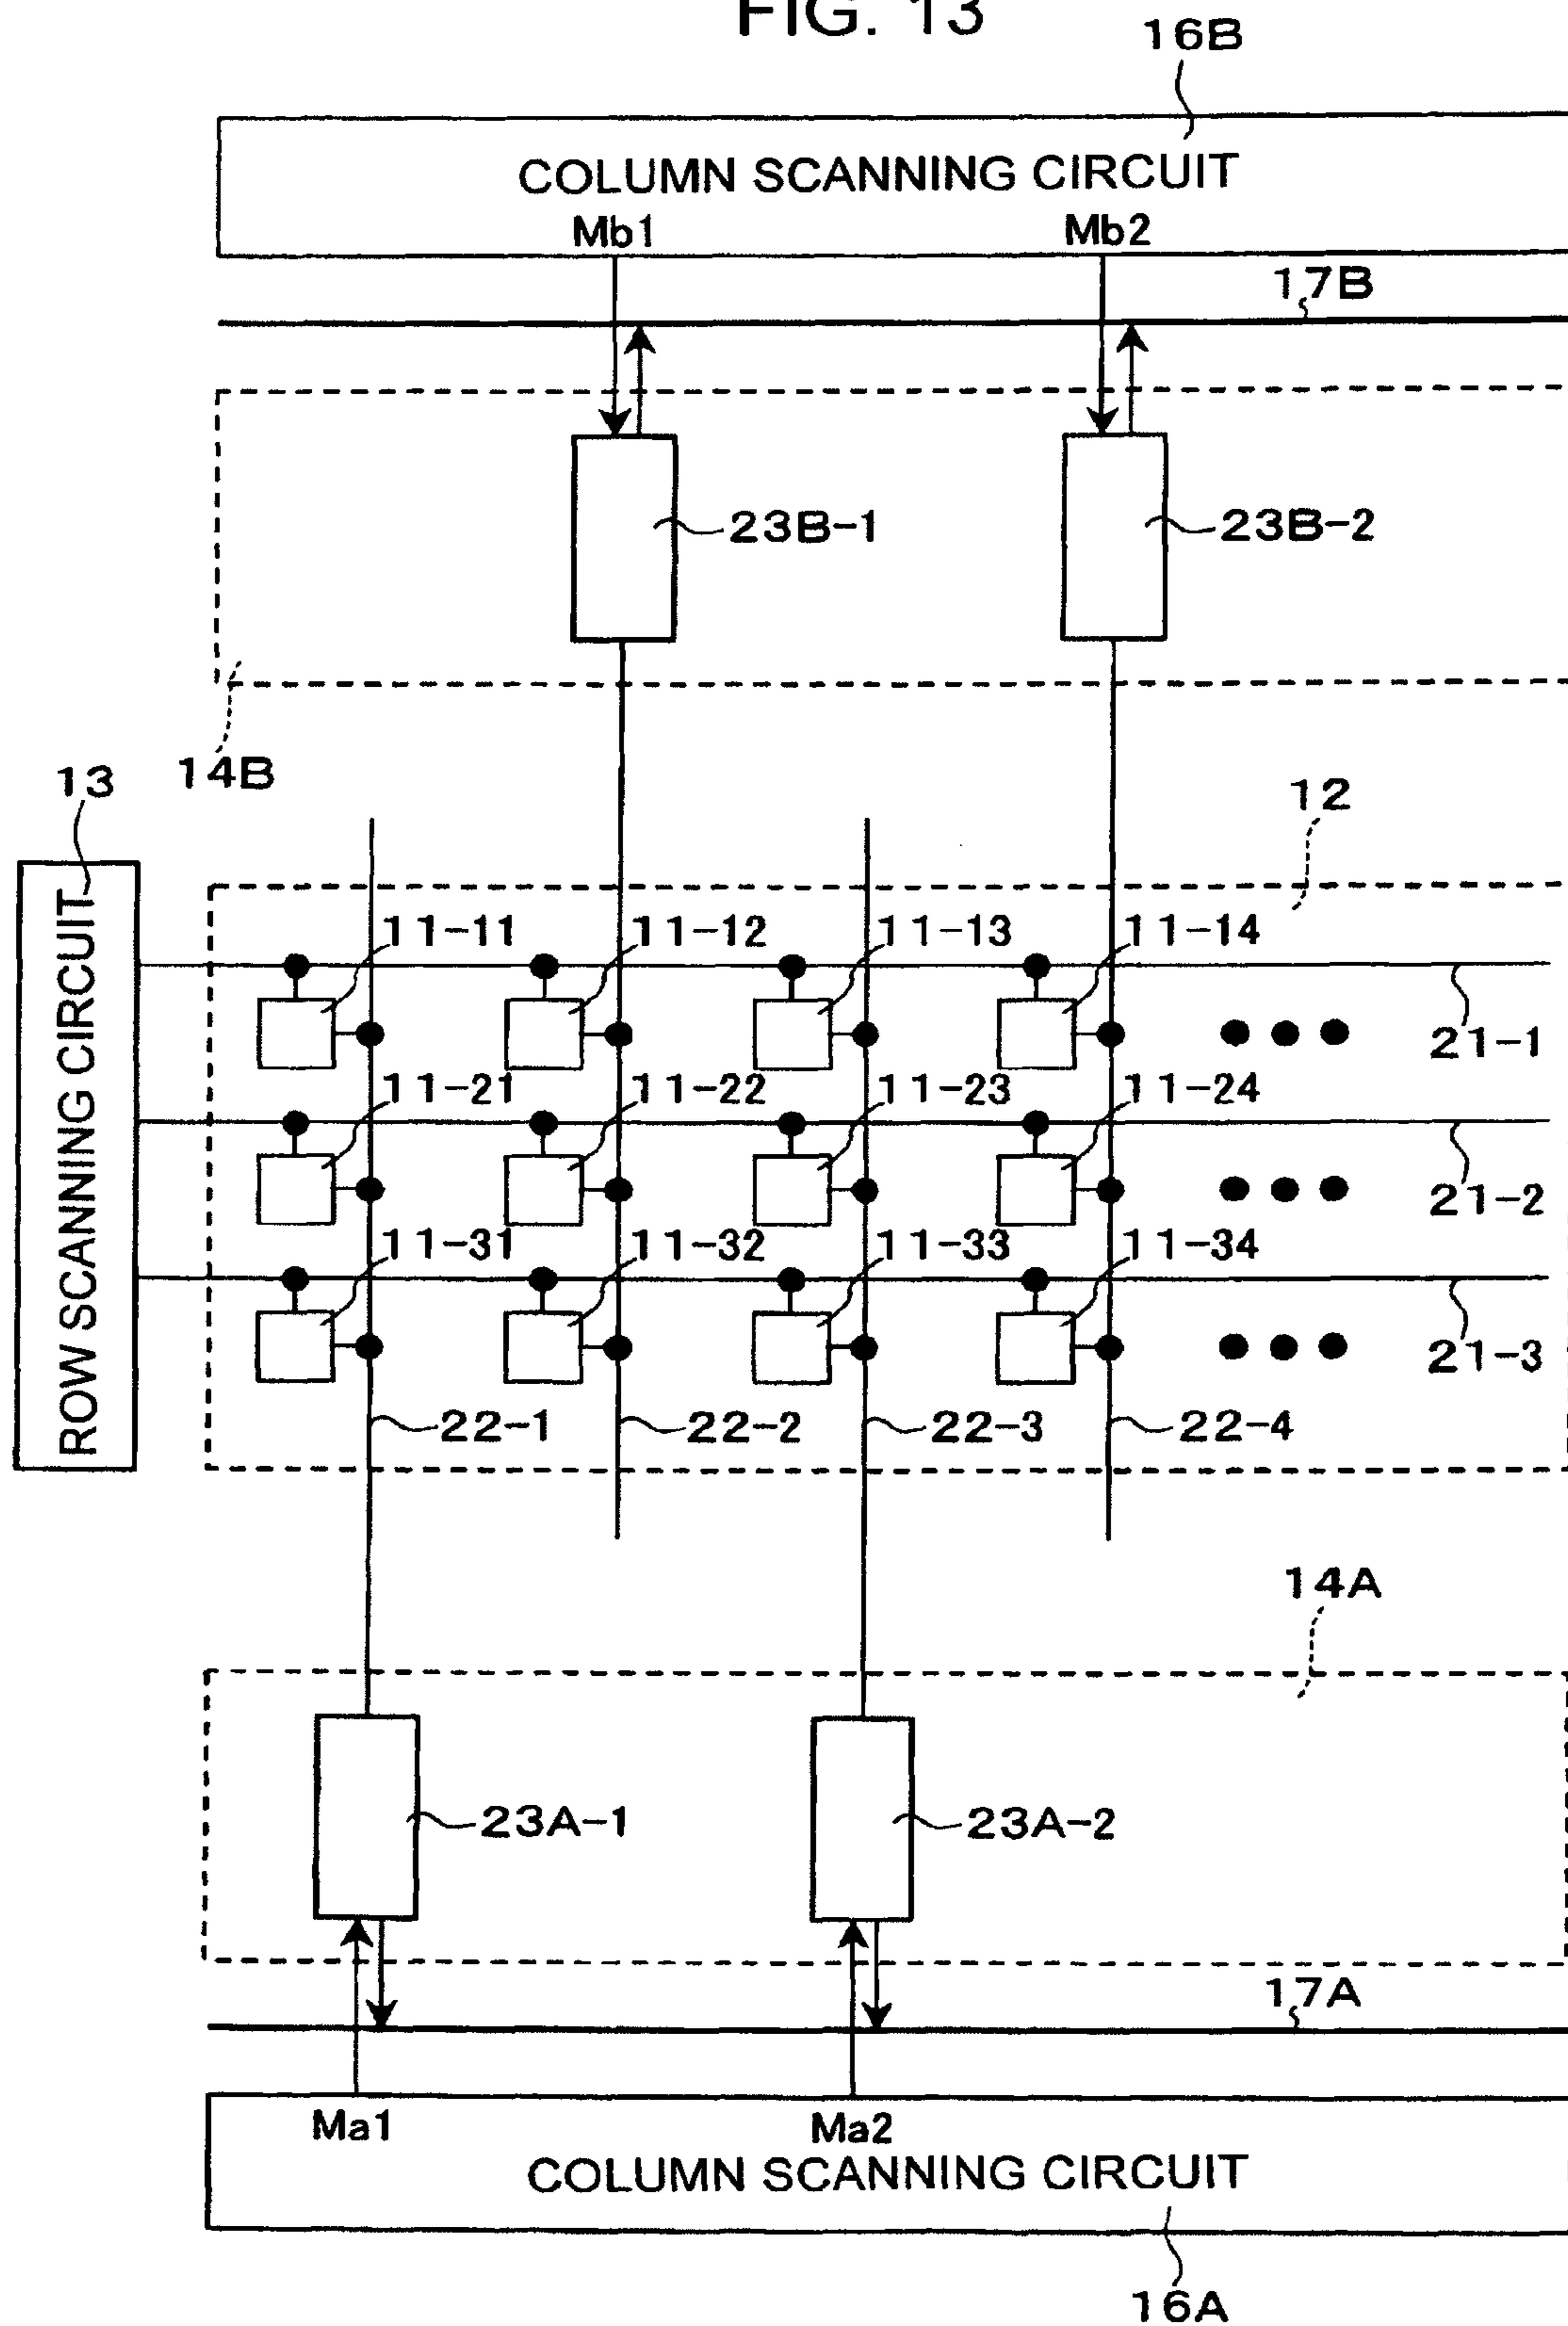 FIG. 13
16B
COLUMN SCANNING CIRCUIT
Mb1 Mb2
17B
23B-1 23B-2
14B
13
12
ROW SCANNING CIRCUIT
11-11 11-12 11-13 11-14
21-1
11-21 11-22 11-23 11-24
21-2
11-31 11-32 11-33 11-34
21-3
22-1 22-2 22-3 22-4
14A
23A-1 23A-2
17A
Ma1 Ma2
COLUMN SCANNING CIRCUIT
16A